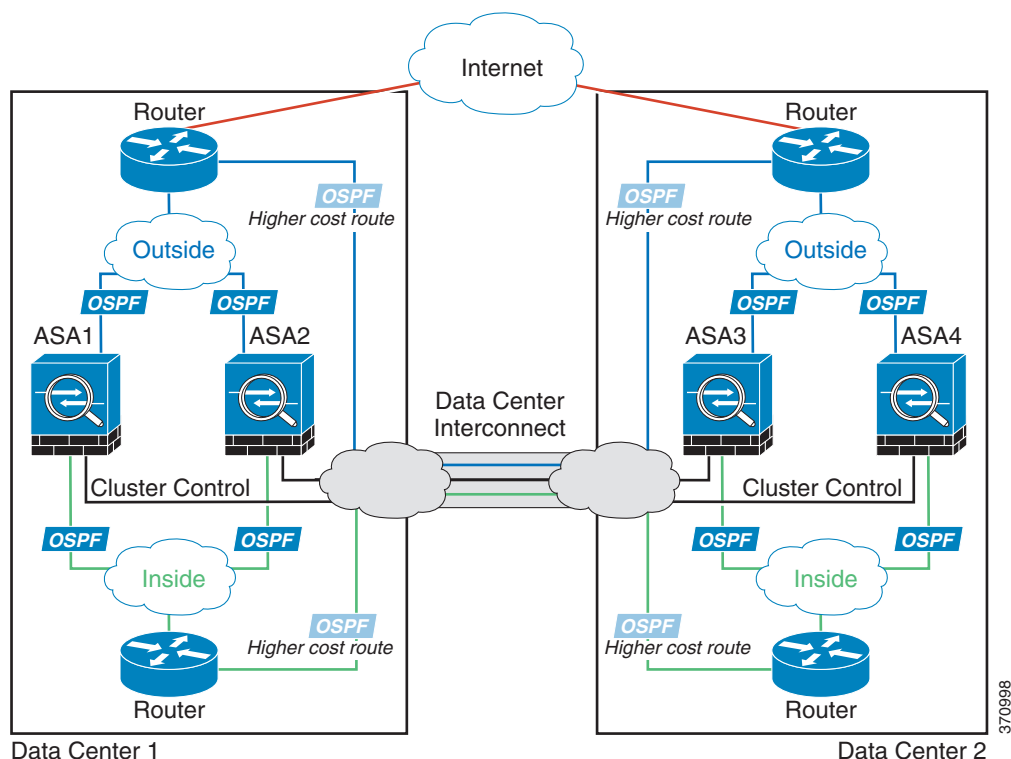 Internet
Router
Router
OSPF
Higher cost route
OSPF
Higher cost route
Outside
Outside
OSPF
OSPF
OSPF
OSPF
ASA1
ASA2
ASA3
ASA4
Data Center
Interconnect
Cluster Control
Cluster Control
OSPF
OSPF
OSPF
OSPF
Inside
Inside
OSPF
Higher cost route
OSPF
Higher cost route
Router
Router
Data Center 1
Data Center 2
370998